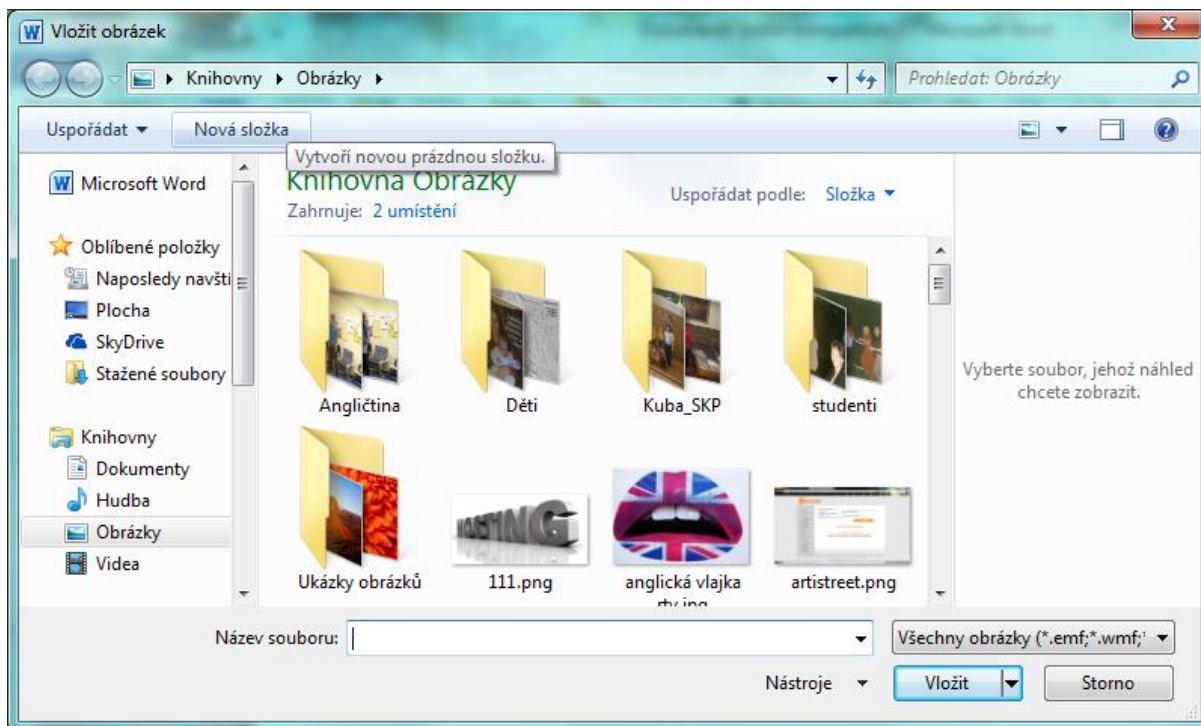 Vložit obrázek
Knihovny
Obrázky
Prohledat: Obrázky
Uspořádat
Nová složka
Vytvoří novou prázdnou složku.
Microsoft Word
Oblíbené položky
Naposledy navšti
Plocha
SkyDrive
Stažené soubory
Knihovny
Dokumenty
Hudba
Obrázky
Videa
Knihovna Obrázky
Zahrnuje: 2 umístění
Uspořádat podle: Složka
Angličtina
Děti
Kuba_SKP
studenti
Ukázky obrázků
111.png
anglická vlajka
artistreet.png
Vyberte soubor, jehož náhled
chcete zobrazit.
Název souboru:
Všechny obrázky (*.emf;*.wmf;
Nástroje
Vložit
Storno